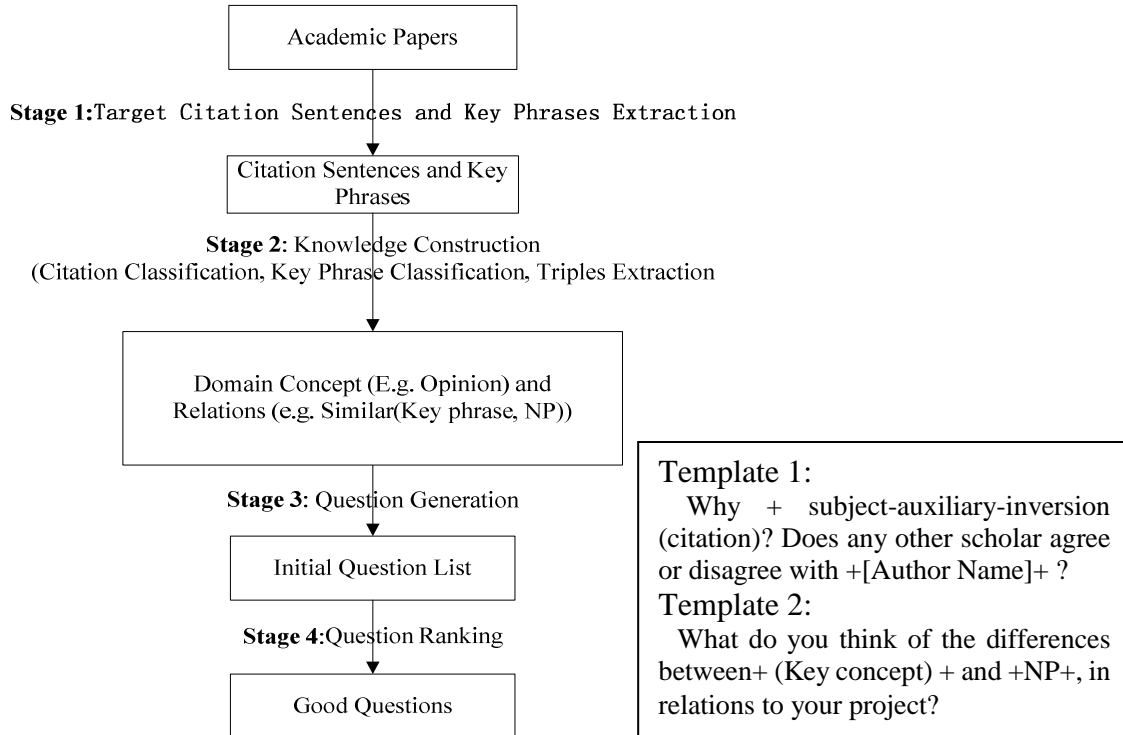 Academic Papers
Stage 1:Target Citation Sentences and Key Phrases Extraction
Citation Sentences and Key
Phrases
Stage 2: Knowledge Construction
(Citation Classification, Key Phrase Classification, Triples Extraction
Domain Concept (E.g. Opinion) and
Relations (e.g. Similar(Key phrase, NP))
Stage 3: Question Generation
Initial Question List
Stage 4:Question Ranking
Good Questions
Template 1:
Why + subject-auxiliary-inversion
(citation)? Does any other scholar agree
or disagree with +[Author Name]+ ?
Template 2:
What do you think of the differences
between+ (Key concept) + and +NP+, in
relations to your project?